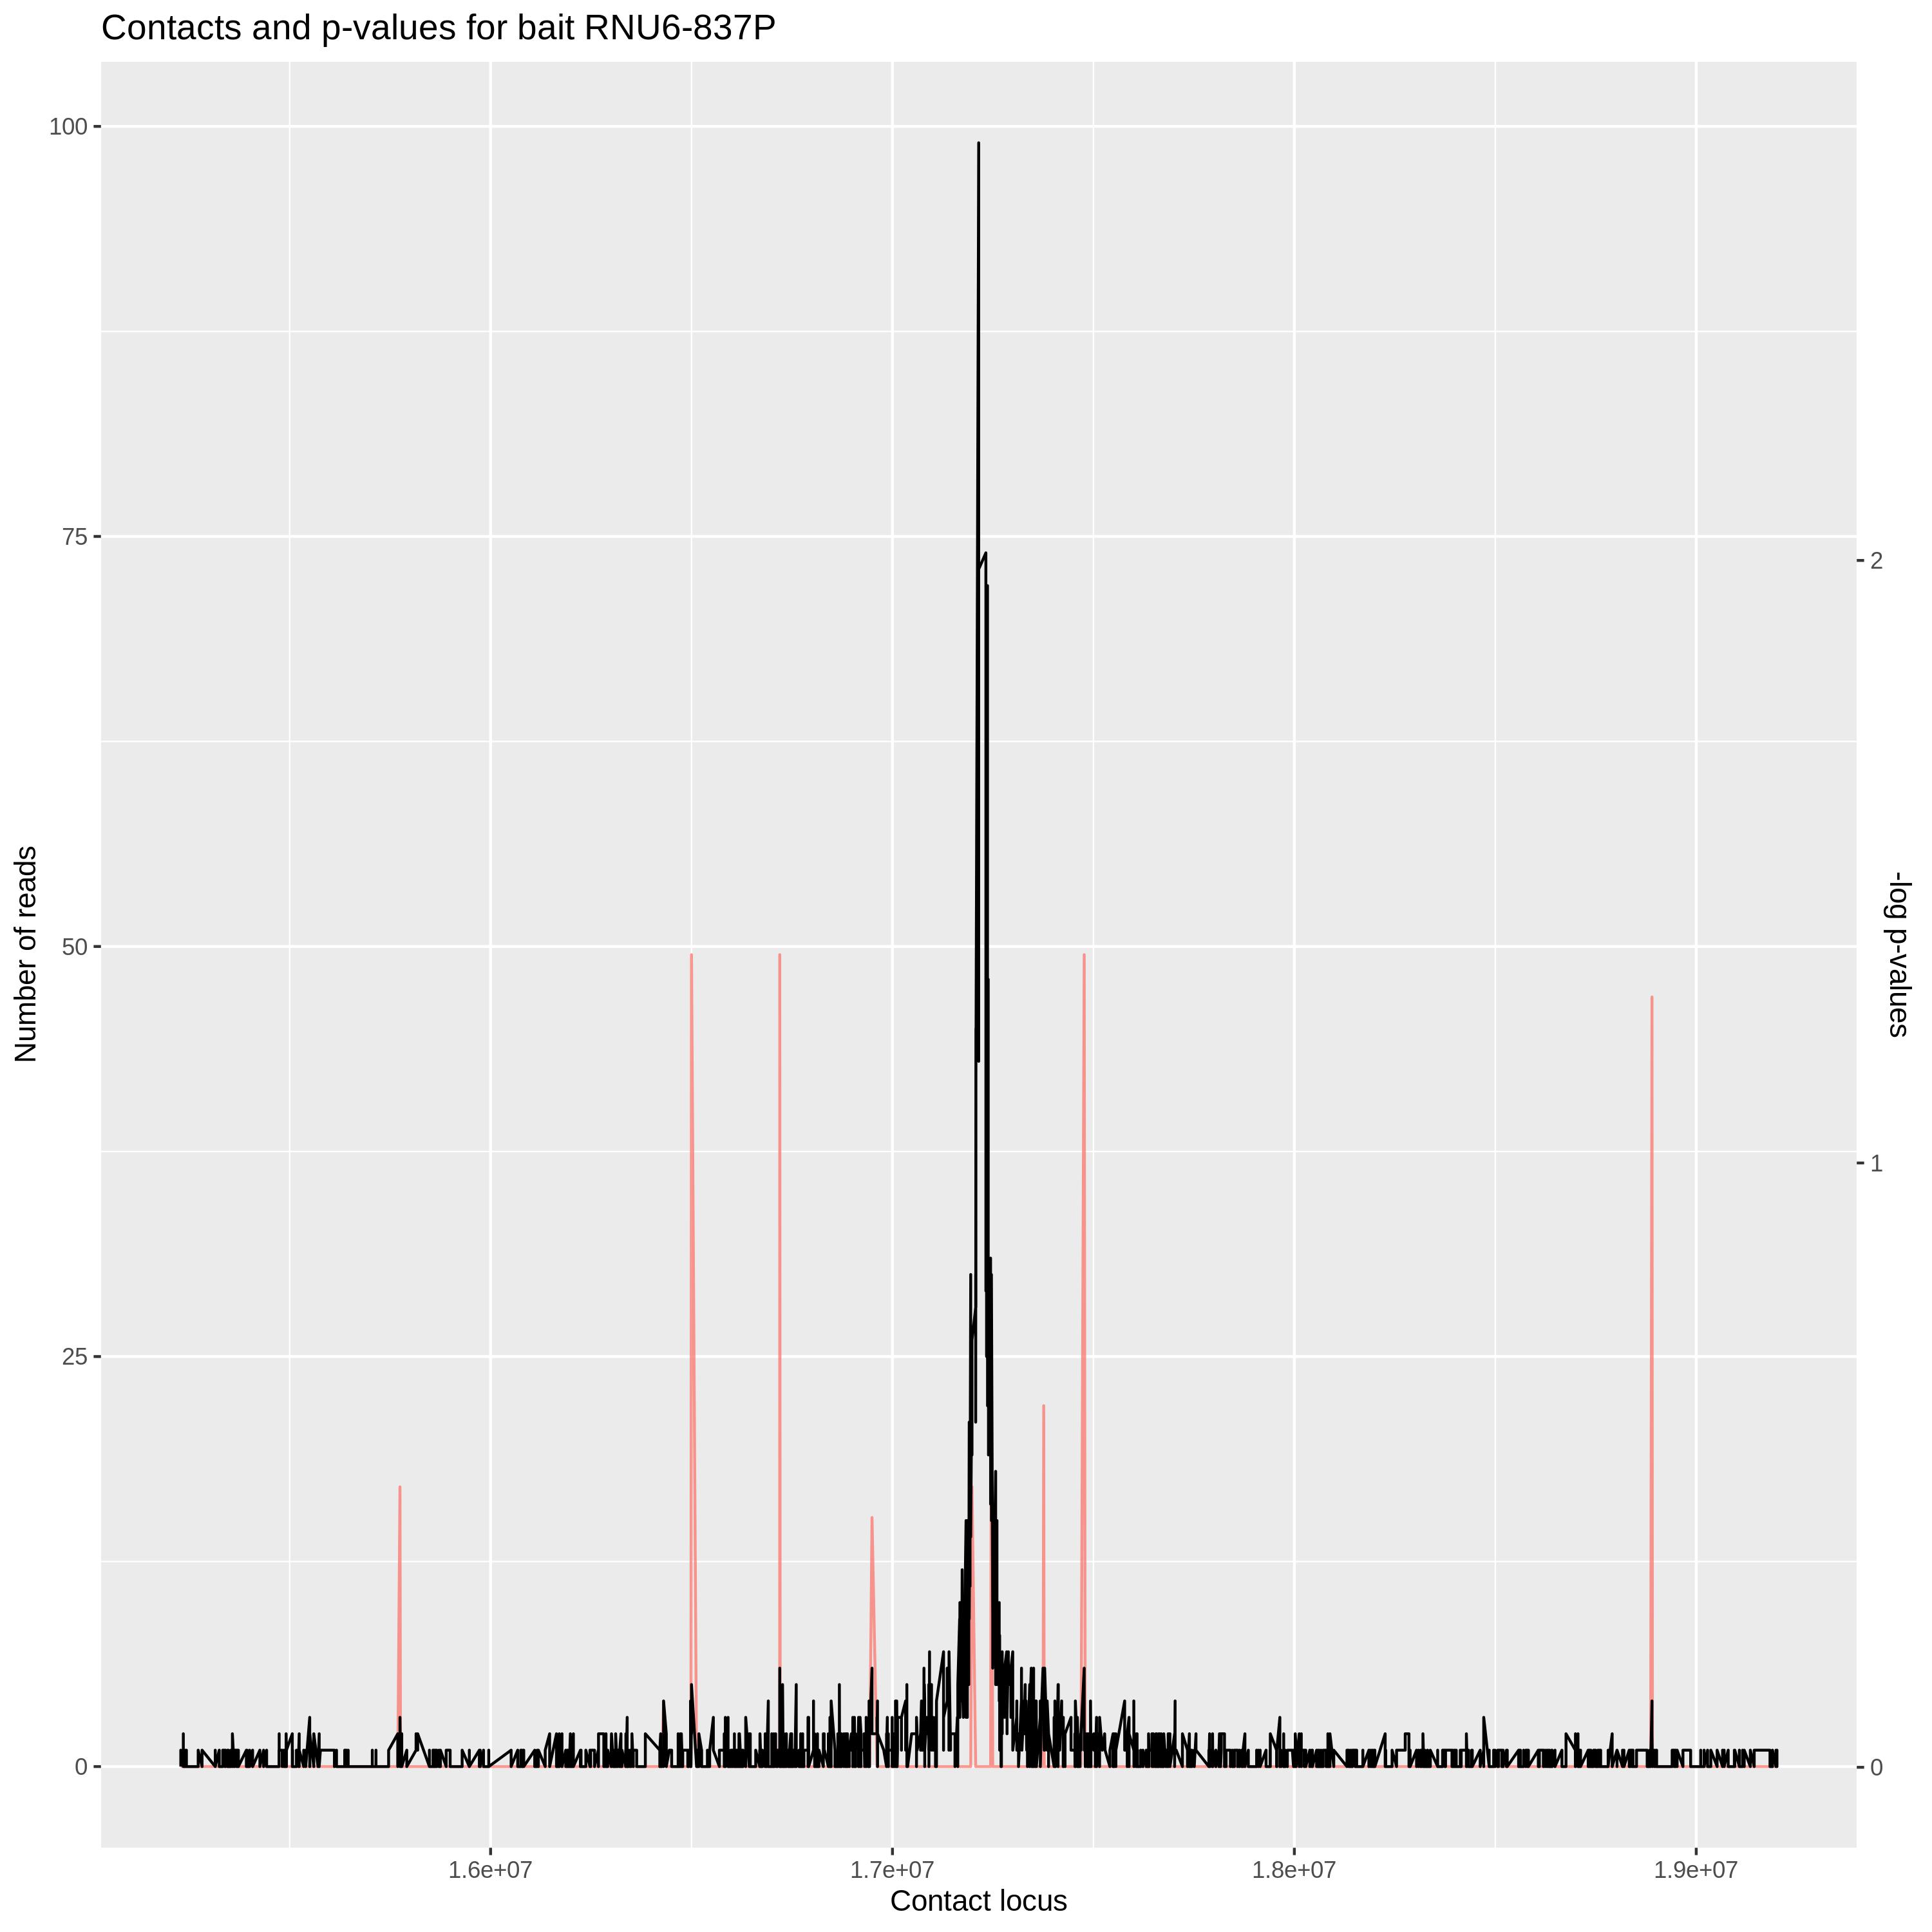 Contacts and p-values for bait RNU6-837P
100
75
50
25
0
Number of reads
2
1
0
-log p-values
1.6e+07
1.7e+07
1.8e+07
1.9e+07
Contact locus